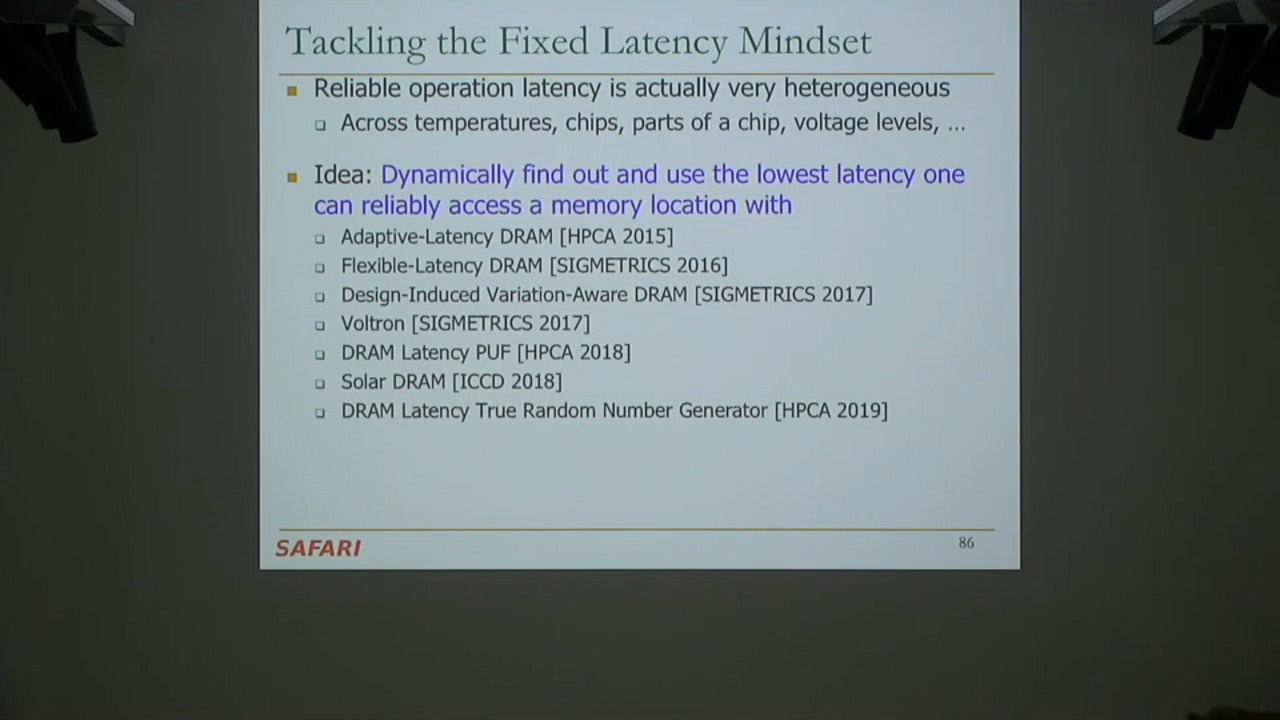 Tackling the Fixed Latency Mindset
Reliable operation latency is actually very heterogeneous
Across temperatures, chips, parts of a chip, voltage levels, ...
Idea: Dynamically find out and use the lowest latency one
can reliably access a memory location with
Adaptive-Latency DRAM [HPCA 2015]
Flexible-Latency DRAM [SIGMETRICS 2016]
Design-Induced Variation-Aware DRAM [SIGMETRICS 2017]
Voltron [SIGMETRICS 2017]
DRAM Latency PUF [HPCA 2018]
Solar DRAM [ICCD 2018]
DRAM Latency True Random Number Generator [HPCA 2019]
SAFARI
86